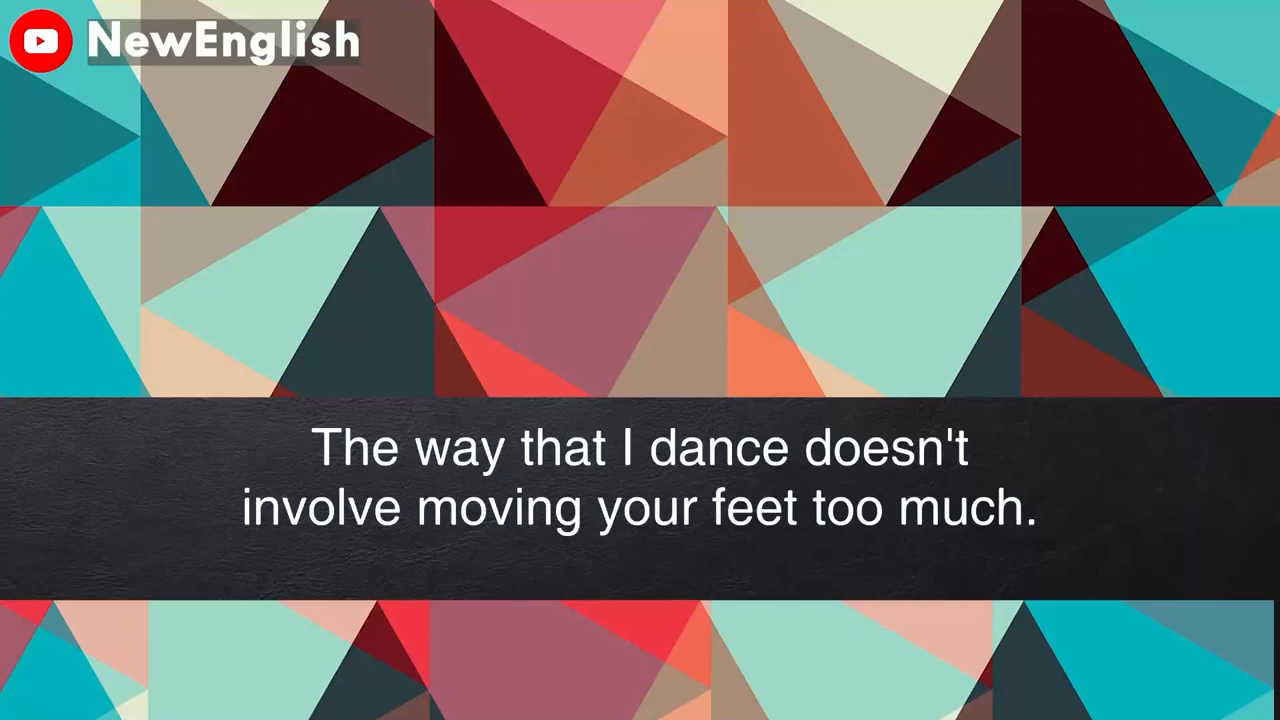 NewEnglish
The way that I dance doesn't
involve moving your feet too much.